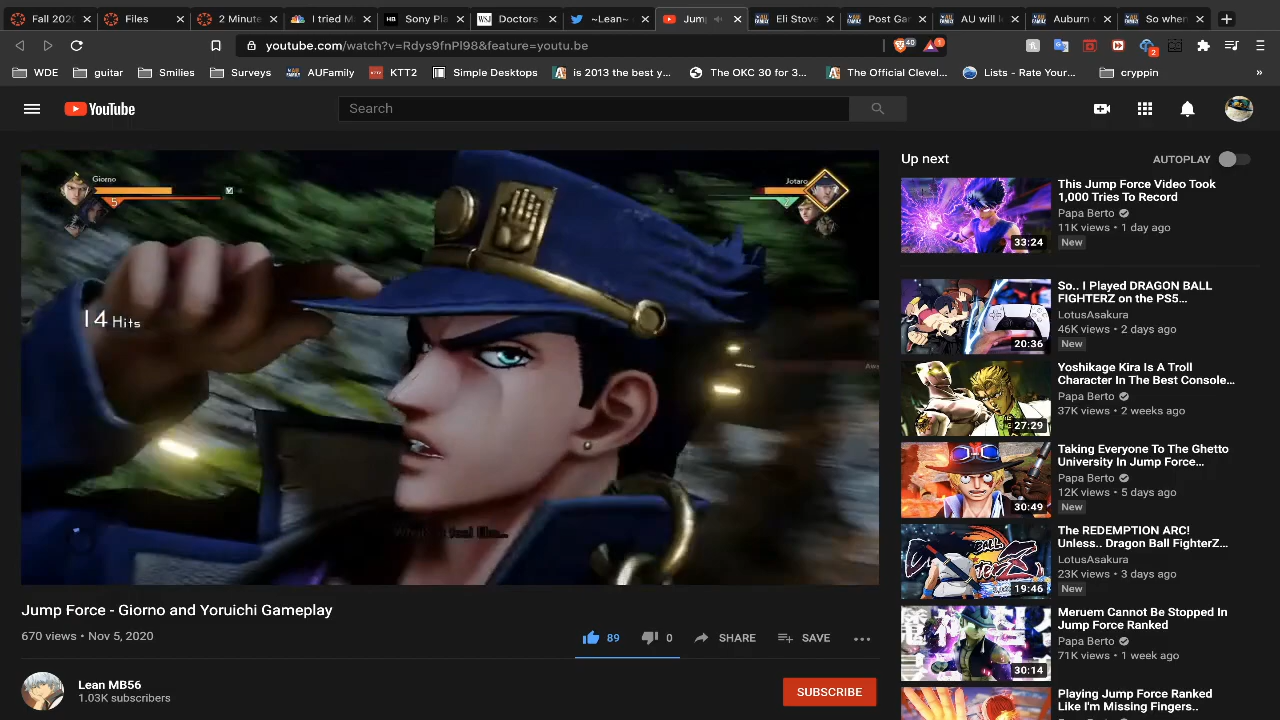 Fall 202
Files
2 Minute
I tried M
Sony Pla
Doctors
~Lean~
Jum
Eli Stove
Post Ga
AU will l
Auburn
So when
youtube.com/watch?v=Rdys9fnPl98&feature=youtu.be
40
1
2
WDE
guitar
Smilies
Surveys
AUFamily
KTT2
Simple Desktops
is 2013 the best y...
The OKC 30 for 3...
The Official Clevel...
Lists - Rate Your...
cryppin
»
YouTube
Search
Giorno
5
Jotaro
14 Hits
Jump Force - Giorno and Yoruichi Gameplay
670 views • Nov 5, 2020
89
0
SHARE
SAVE
Lean MB56
1.03K subscribers
SUBSCRIBE
Up next
AUTOPLAY
This Jump Force Video Took
1,000 Tries To Record
Papa Berto
11K views • 1 day ago
New
33:24
So.. I Played DRAGON BALL
FIGHTERZ on the PS5...
LotusAsakura
46K views • 2 days ago
New
20:36
Yoshikage Kira Is A Troll
Character In The Best Console...
Papa Berto
37K views • 2 weeks ago
27:29
Taking Everyone To The Ghetto
University In Jump Force...
Papa Berto
12K views • 5 days ago
New
30:49
The REDEMPTION ARC!
Unless.. Dragon Ball FighterZ...
LotusAsakura
23K views • 3 days ago
New
19:46
Meruem Cannot Be Stopped In
Jump Force Ranked
Papa Berto
71K views • 1 week ago
30:14
Playing Jump Force Ranked
Like I'm Missing Fingers..